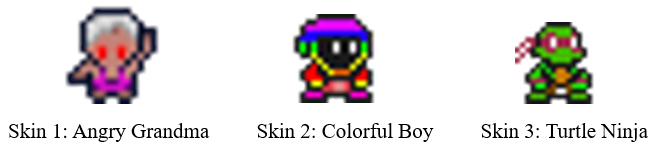 Skin 1: Angry Grandma
Skin 2: Colorful Boy
Skin 3: Turtle Ninja